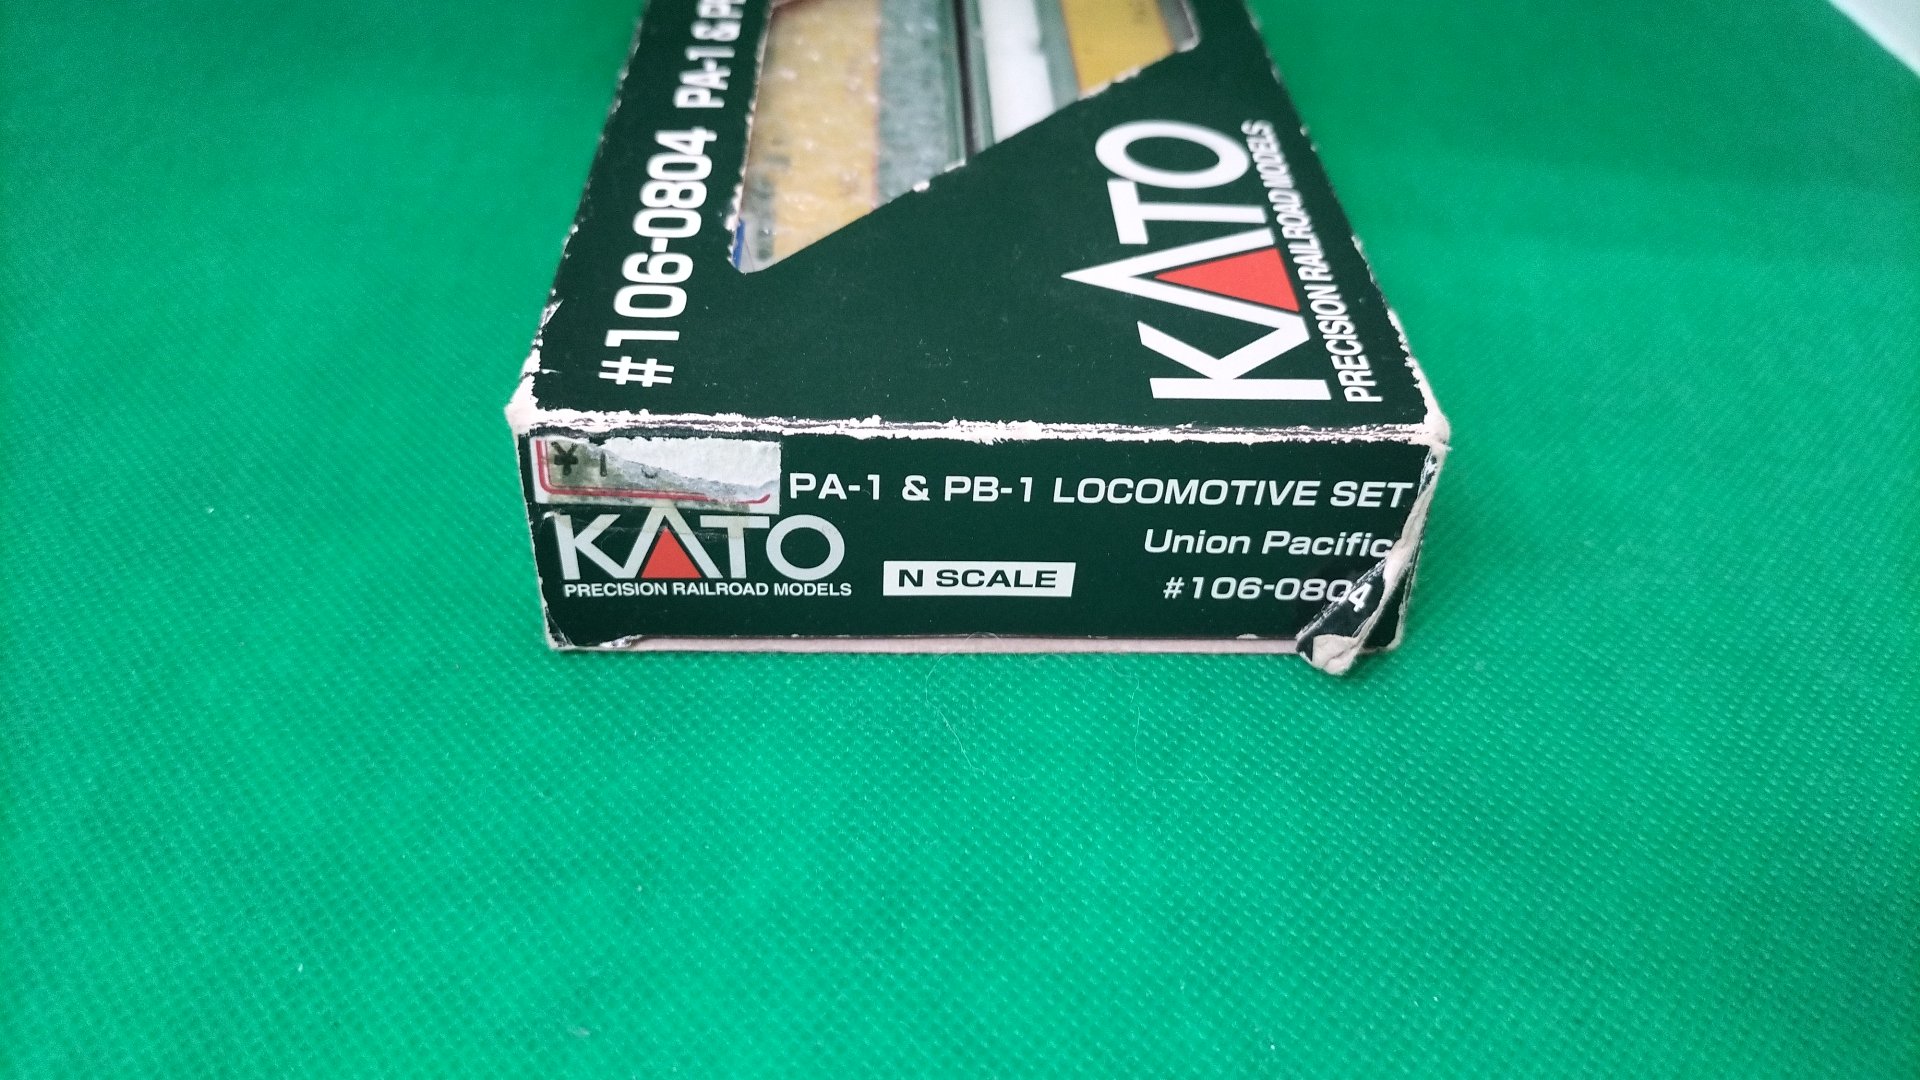 #106-0804 PA-1 &
KATO
PRECISION RAILROAD MODELS
¥1
PA-1 & PB-1 LOCOMOTIVE SET
KATO
Union Pacific
PRECISION RAILROAD MODELS
N SCALE
#106-0804